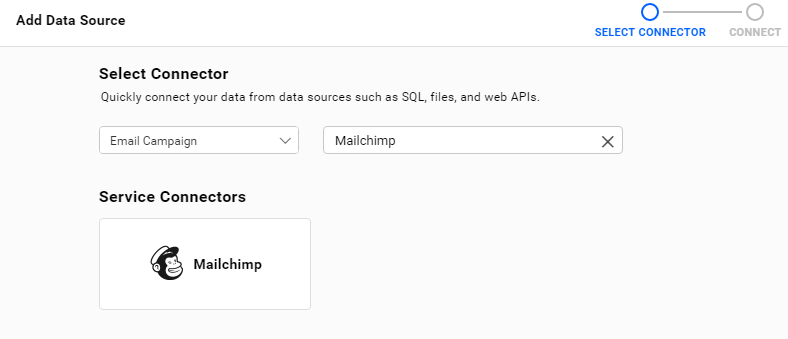 Add Data Source
SELECT CONNECTOR
CONNECT
Select Connector
Quickly connect your data from data sources such as SQL, files, and web APIs.
Email Campaign
Mailchimp
Service Connectors
Mailchimp